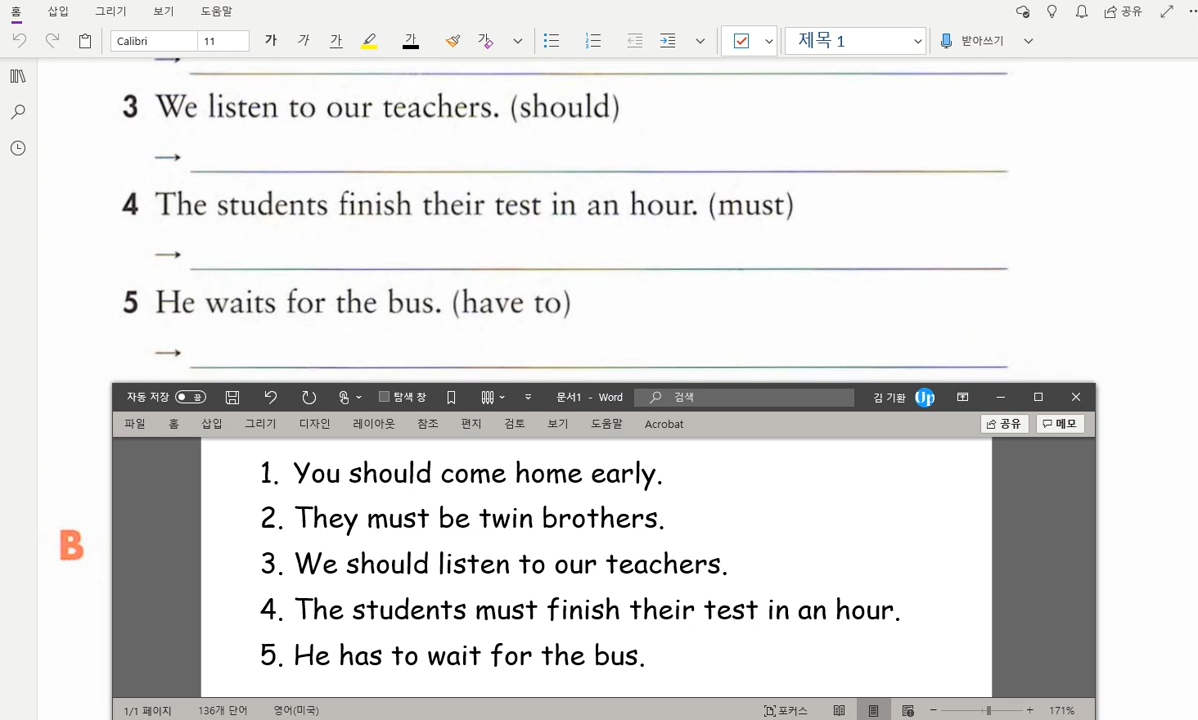 홈 삽입 그리기 보기 도움말 공유
Calibri 11 가 가 가 가 가 제목 1 받아쓰기
3 We listen to our teachers. (should)
→
4 The students finish their test in an hour. (must)
→
5 He waits for the bus. (have to)
→
자동 저장 끔 탐색 창 문서1 - Word 검색 김 기환 Up
파일 홈 삽입 그리기 디자인 레이아웃 참조 편지 검토 보기 도움말 Acrobat 공유 메모
1. You should come home early.
2. They must be twin brothers.
B
3. We should listen to our teachers.
4. The students must finish their test in an hour.
5. He has to wait for the bus.
1/1 페이지 136개 단어 영어(미국) 포커스 171%